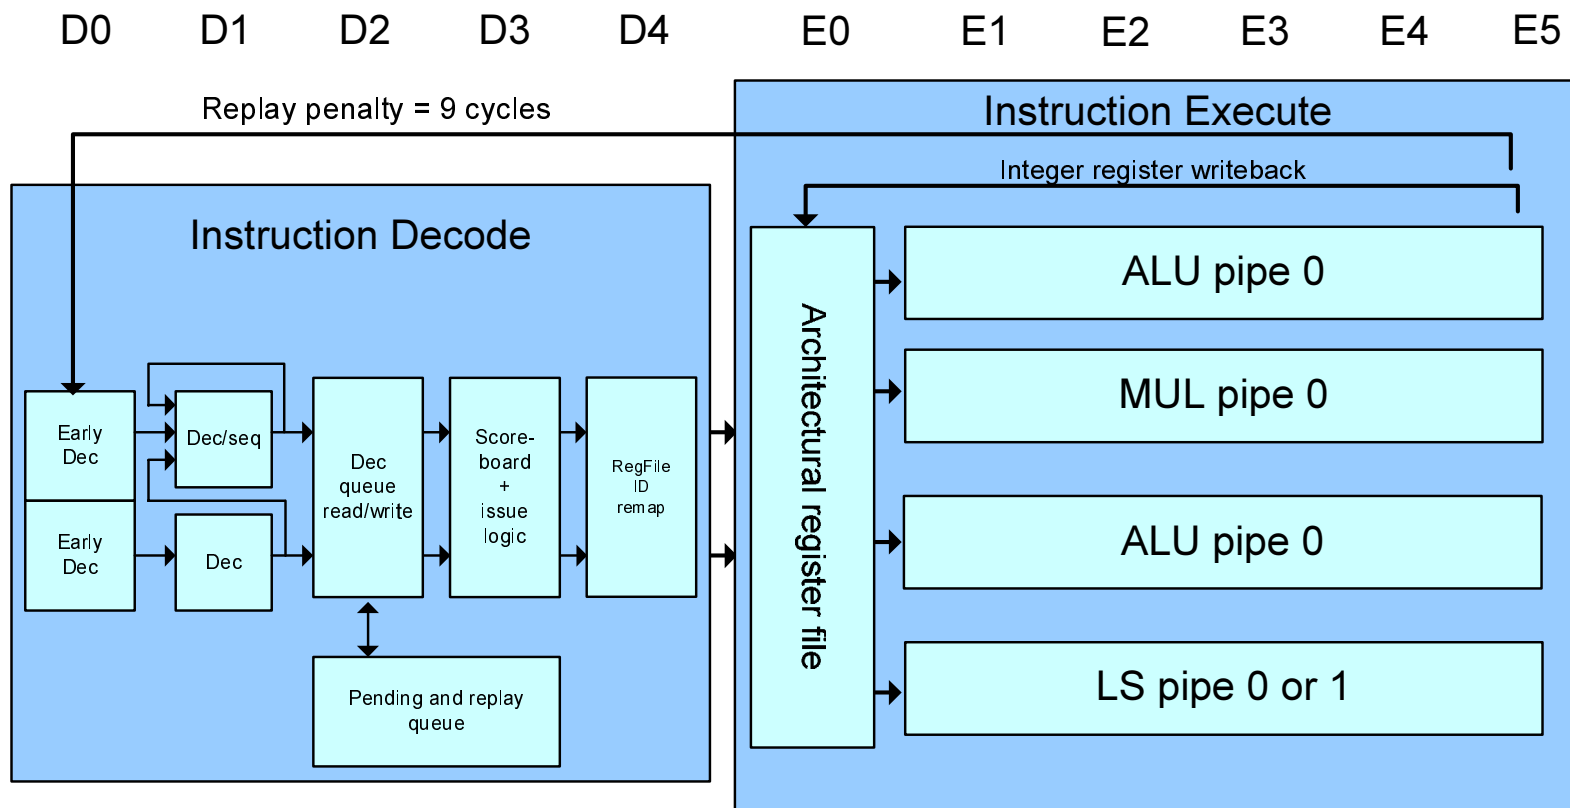 D0 D1 D2 D3 D4 E0 E1 E2 E3 E4 E5
Replay penalty = 9 cycles
Instruction Execute
Integer register writeback
Instruction Decode
Early
Dec
Early
Dec
Dec/seq
Dec
Dec
queue
read/write
Score-
board
+
issue
logic
RegFile
ID
remap
Pending and replay
queue
Architectural register file
ALU pipe 0
MUL pipe 0
ALU pipe 0
LS pipe 0 or 1